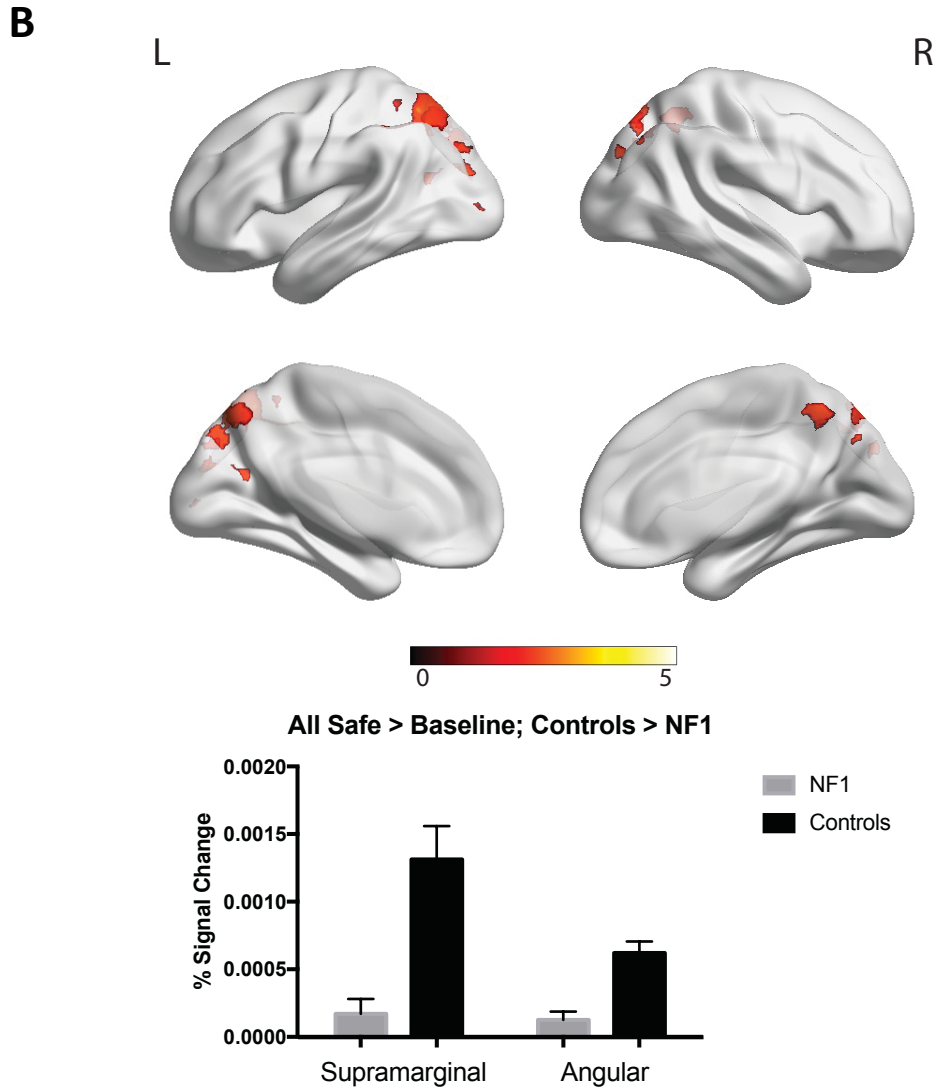 B
L R
0 5
All Safe > Baseline; Controls > NF1
% Signal Change
0.0020
0.0015
0.0010
0.0005
0.0000
Supramarginal Angular
NF1
Controls